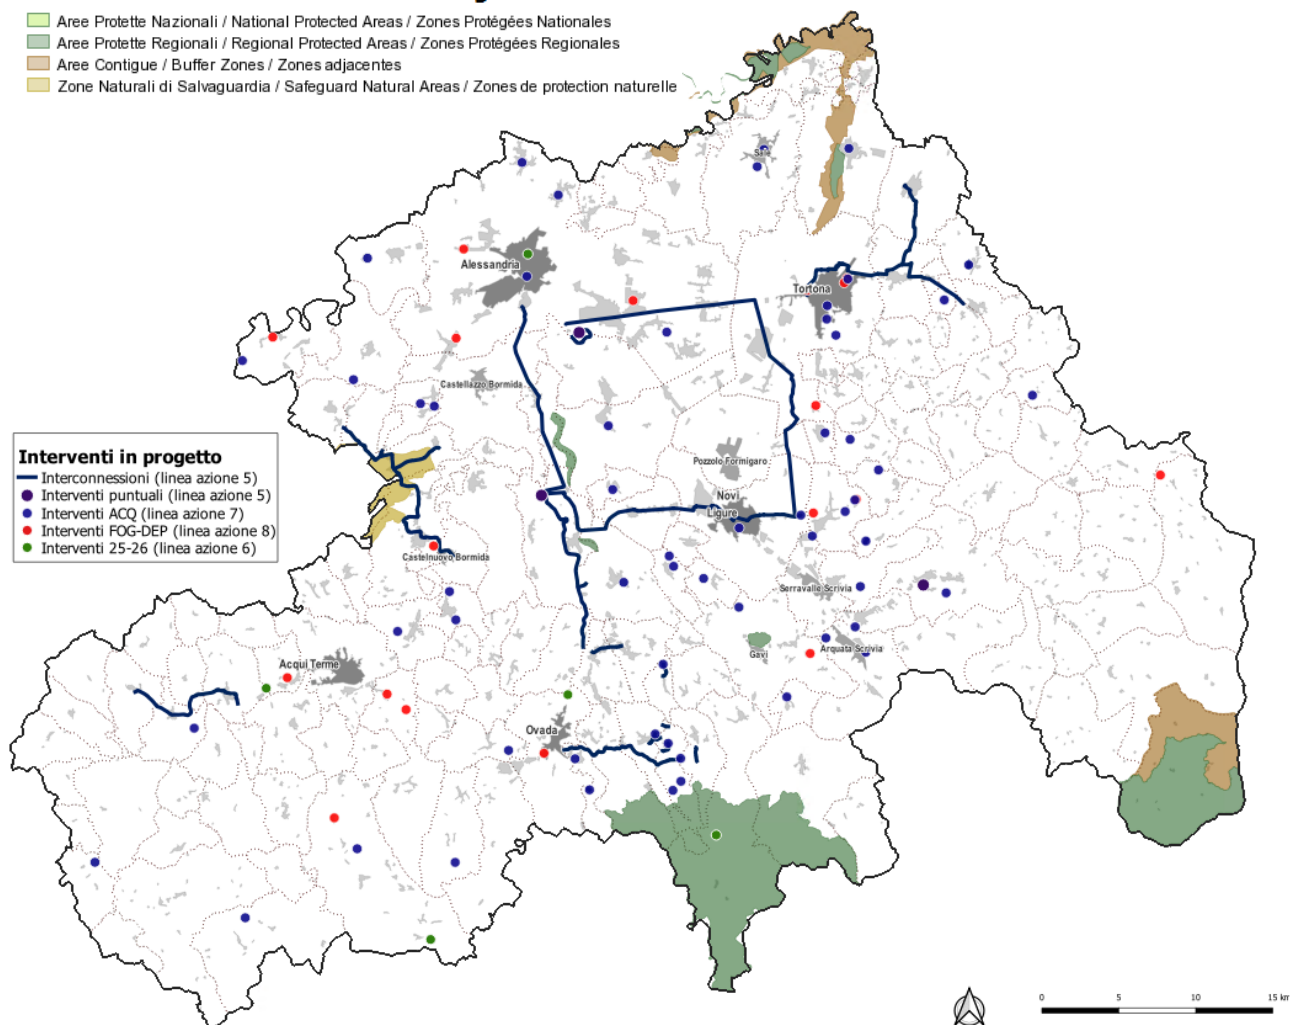 Aree Protette Nazionali / National Protected Areas / Zones Protégées Nationales
Aree Protette Regionali / Regional Protected Areas / Zones Protégées Regionales
Aree Contigue / Buffer Zones / Zones adjacentes
Zone Naturali di Salvaguardia / Safeguard Natural Areas / Zones de protection naturelle
Sale
Alessandria
Tortona
Castellazzo Bormida
Interventi in progetto
Interconnessioni (linea azione 5)
Interventi puntuali (linea azione 5)
Interventi ACQ (linea azione 7)
Interventi FOG-DEP (linea azione 8)
Interventi 25-26 (linea azione 6)
Pozzolo Formigaro
Novi
Ligure
Castelnuovo Bormida
Serravalle Scrivia
Gavi
Arquata Scrivia
Acqui Terme
Ovada
0 5 10 15 km